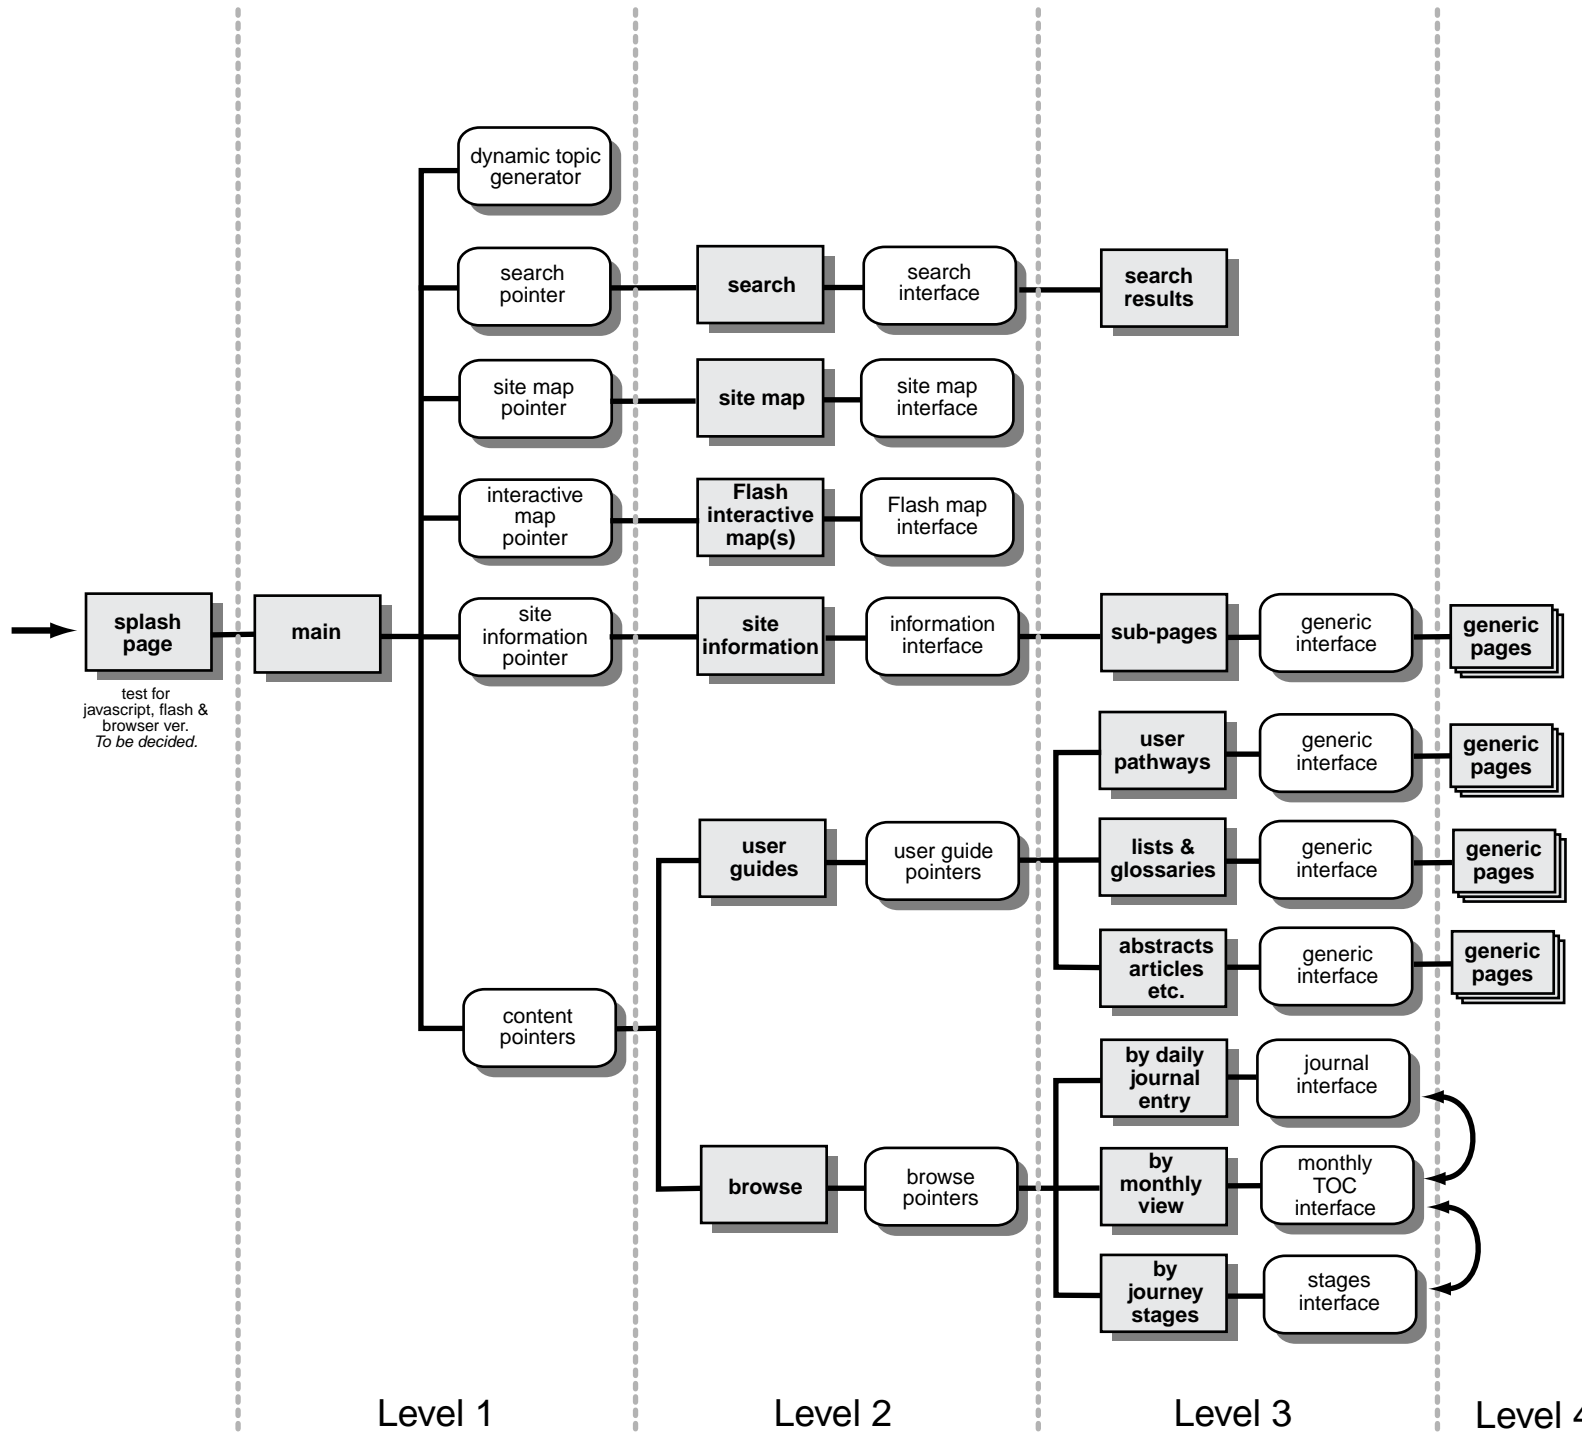 dynamic topic
generator
search
pointer
search
search
interface
search
results
site map
pointer
site map
site map
interface
interactive
map
pointer
Flash
interactive
map(s)
Flash map
interface
splash
page
test for
javascript, flash &
browser ver.
To be decided.
main
site
information
pointer
site
information
information
interface
sub-pages
generic
interface
generic
pages
user
pathways
generic
interface
generic
pages
user
guides
user guide
pointers
lists &
glossaries
generic
interface
generic
pages
abstracts
articles
etc.
generic
interface
generic
pages
content
pointers
by daily
journal
entry
journal
interface
browse
browse
pointers
by
monthly
view
monthly
TOC
interface
by
journey
stages
stages
interface
Level 1
Level 2
Level 3
Level 4